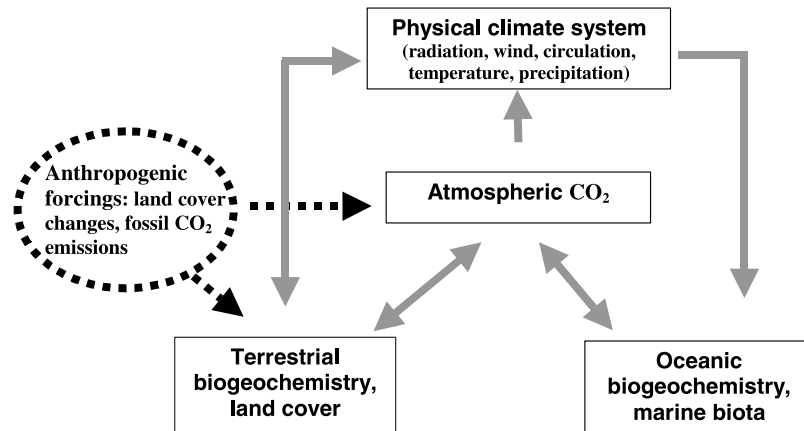 Physical climate system
(radiation, wind, circulation,
temperature, precipitation)
Anthropogenic
forcings: land cover
changes, fossil CO₂
emissions
Atmospheric CO₂
Terrestrial
biogeochemistry,
land cover
Oceanic
biogeochemistry,
marine biota